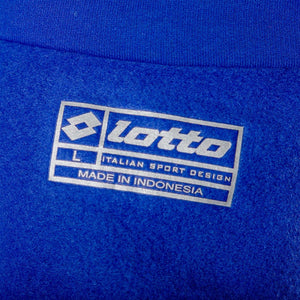 lotto
L ITALIAN SPORT DESIGN
MADE IN INDONESIA